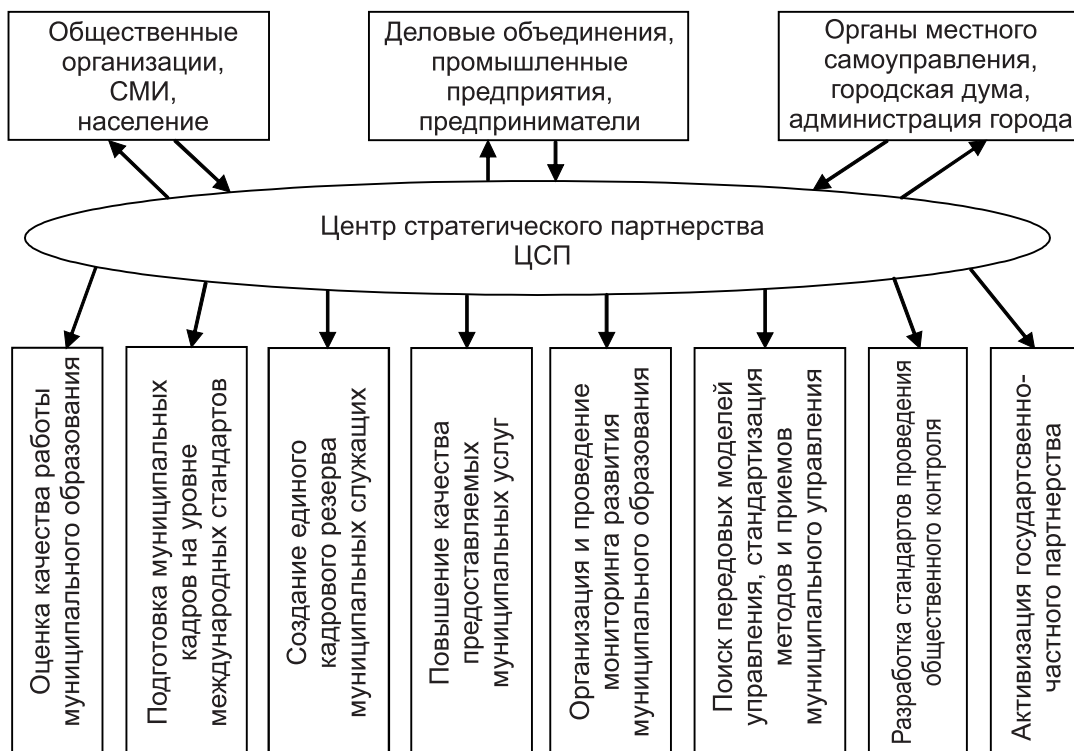 Общественные
организации,
СМИ,
население
Деловые объединения,
промышленные
предприятия,
предприниматели
Органы местного
самоуправления,
городская дума,
администрация города
Центр стратегического партнерства
ЦСП
Оценка качества работы
муниципального образования
Подготовка муниципальных
кадров на уровне
международных стандартов
Создание единого
кадрового резерва
муниципальных служащих
Повышение качества
предоставляемых
муниципальных услуг
Организация и проведение
мониторинга развития
муниципального образования
Поиск передовых моделей
управления, стандартизация
методов и приемов
муниципального управления
Разработка стандартов проведения
общественного контроля
Активизация государтсвенно-
частного партнерства